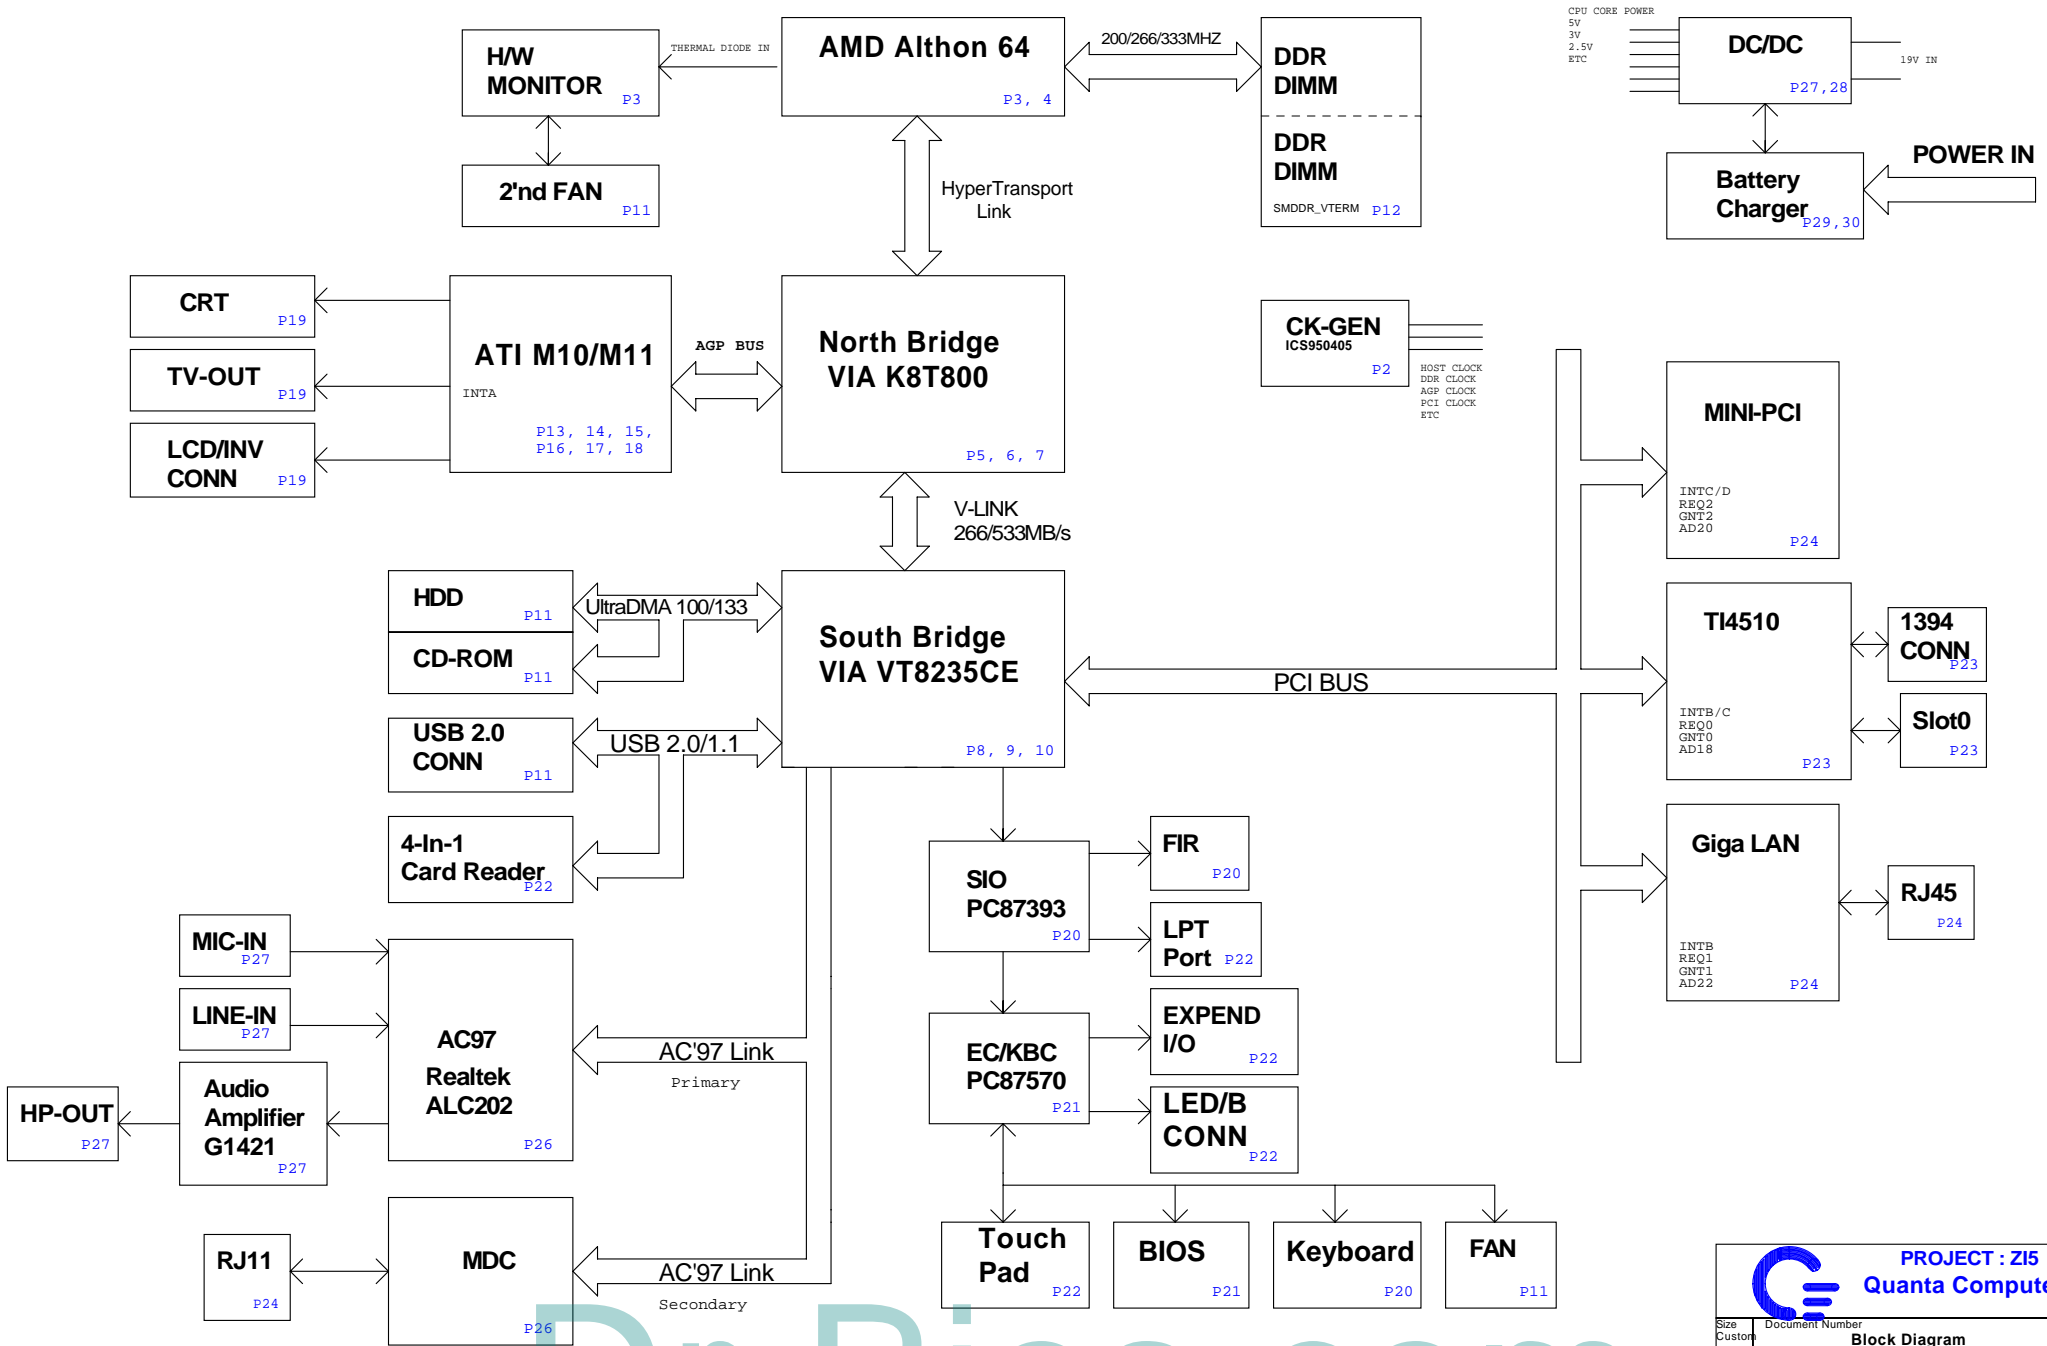 H/W
MONITOR
P3
THERMAL DIODE IN
AMD Althon 64
P3, 4
200/266/333MHZ
DDR
DIMM
DDR
DIMM
SMDDR_VTERM P12
CPU CORE POWER
5V
3V
2.5V
ETC
DC/DC
P27,28
19V IN
2'nd FAN
P11
HyperTransport
Link
Battery
Charger
P29,30
POWER IN
CRT
P19
TV-OUT
P19
LCD/INV
CONN
P19
ATI M10/M11
INTA
P13, 14, 15,
P16, 17, 18
AGP BUS
North Bridge
VIA K8T800
P5, 6, 7
CK-GEN
ICS950405
P2
HOST CLOCK
DDR CLOCK
AGP CLOCK
PCI CLOCK
ETC
MINI-PCI
INTC/D
REQ2
GNT2
AD20
P24
V-LINK
266/533MB/s
HDD
P11
CD-ROM
P11
UltraDMA 100/133
South Bridge
VIA VT8235CE
P8, 9, 10
PCI BUS
TI4510
INTB/C
REQ0
GNT0
AD18
P23
1394
CONN
P23
Slot0
P23
USB 2.0
CONN
P11
USB 2.0/1.1
4-In-1
Card Reader
P22
SIO
PC87393
P20
FIR
P20
LPT
Port P22
Giga LAN
INTB
REQ1
GNT1
AD22
P24
RJ45
P24
MIC-IN
P27
LINE-IN
P27
AC97
Realtek
ALC202
P26
AC'97 Link
Primary
EC/KBC
PC87570
P21
EXPEND
I/O
P22
LED/B
CONN
P22
HP-OUT
P27
Audio
Amplifier
G1421
P27
RJ11
P24
MDC
P26
AC'97 Link
Secondary
Touch
Pad
P22
BIOS
P21
Keyboard
P20
FAN
P11
PROJECT : ZI5
Quanta Compute
Size
Custom
Document Number
Block Diagram